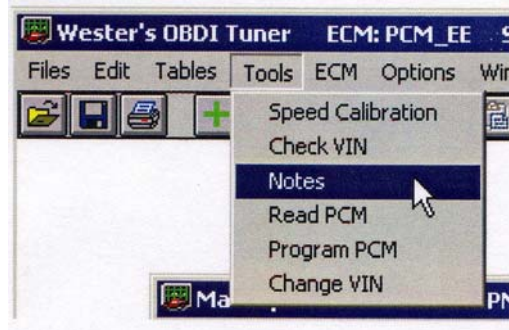 Wester's OBDI Tuner ECM: PCM_EE
Files Edit Tables Tools ECM Options
Speed Calibration
Check VIN
Notes
Read PCM
Program PCM
Change VIN